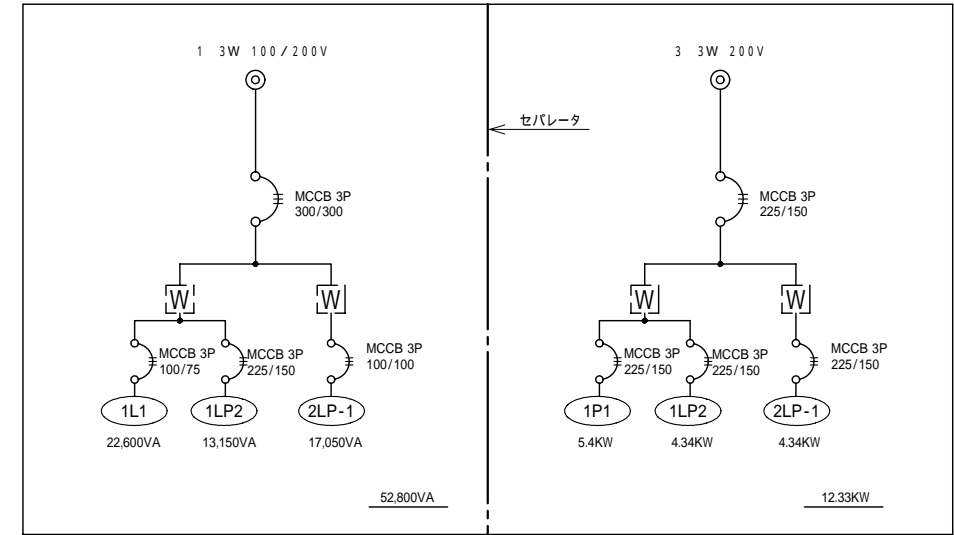 1 3W 100/200V
MCCB 3P
300/300
W
W
MCCB 3P
100/75
MCCB 3P
225/150
MCCB 3P
100/100
1L1
1LP2
2LP-1
22,600VA
13,150VA
17,050VA
52,800VA
セパレータ
3 3W 200V
MCCB 3P
225/150
W
W
MCCB 3P
225/150
MCCB 3P
225/150
MCCB 3P
225/150
1P1
1LP2
2LP-1
5.4KW
4.34KW
4.34KW
12.33KW